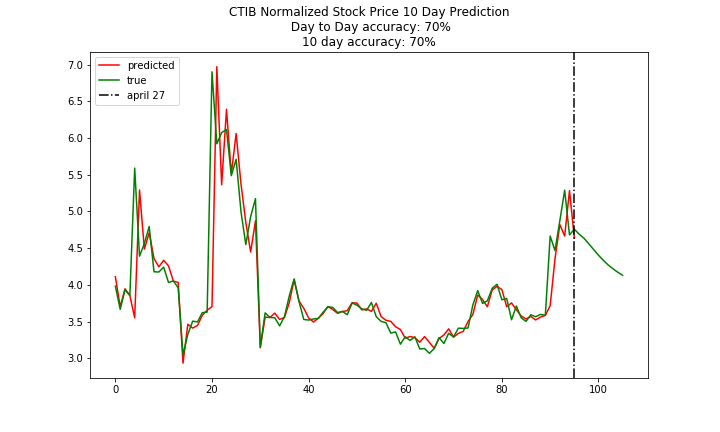 CTIB Normalized Stock Price 10 Day Prediction
Day to Day accuracy: 70%
10 day accuracy: 70%
predicted
true
april 27
7.0
6.5
6.0
5.5
5.0
4.5
4.0
3.5
3.0
0 20 40 60 80 100